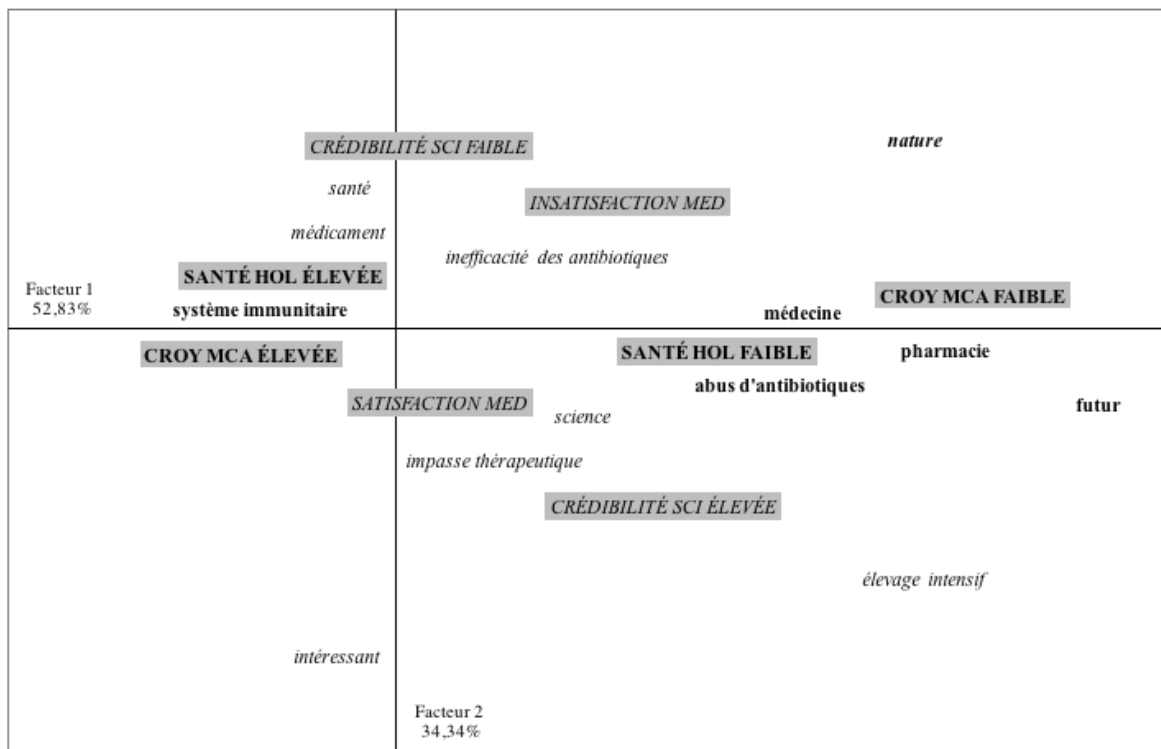 nature
CRÉDIBILITÉ SCI FAIBLE
santé
INSATISFACTION MED
médicament
inefficacité des antibiotiques
SANTÉ HOL ÉLEVÉE
Facteur 1
52,83%
CROY MCA FAIBLE
système immunitaire
médecine
CROY MCA ÉLEVÉE
SANTÉ HOL FAIBLE
pharmacie
abus d'antibiotiques
SATISFACTION MED
futur
science
impasse thérapeutique
CRÉDIBILITÉ SCI ÉLEVÉE
élevage intensif
intéressant
Facteur 2
34,34%